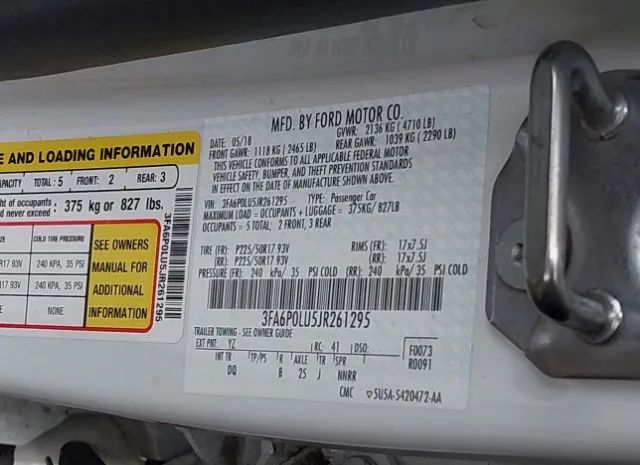 E AND LOADING INFORMATION
CAPACITY TOTAL: 5 FRONT: 2 REAR: 3
ht of occupants
d never exceed: 375 kg or 827 lbs.
COLD TIRE PRESSURE
R17 93V 240 KPA, 35 PSI
R17 93V 240 KPA, 35 PSI
NONE
SEE OWNERS
MANUAL FOR
ADDITIONAL
INFORMATION
3FA6P0LU5JR261295
MFD. BY FORD MOTOR CO.
DATE: 05/18 GVWR: 2136 KG (4710 LB)
FRONT GAWR: 1118 KG (2465 LB) REAR GAWR: 1039 KG (2290 LB)
THIS VEHICLE CONFORMS TO ALL APPLICABLE FEDERAL MOTOR
VEHICLE SAFETY, BUMPER, AND THEFT PREVENTION STANDARDS
IN EFFECT ON THE DATE OF MANUFACTURE SHOWN ABOVE.
VIN: 3FA6P0LU5JR261295 TYPE: Passenger Car
MAXIMUM LOAD = OCCUPANTS + LUGGAGE = 375KG/ 827LB
OCCUPANTS: 5 TOTAL: 2 FRONT, 3 REAR
TIRE (FR): P225/50R17 93V RIMS (FR): 17x7.5J
(RR): P225/50R17 93V (RR): 17x7.5J
PRESSURE (FR): 240 kPa/ 35 PSI COLD (RR): 240 kPa/ 35 PSI COLD
3FA6P0LU5JR261295
TRAILER TOWING - SEE OWNER GUIDE
EXT PNT: YZ RC: 41 DSO: F0073
INT TR TP/PS R AXLE TR SPR R0091
DQ B 25 J NNRR
CMC 5U5A-5420472-AA